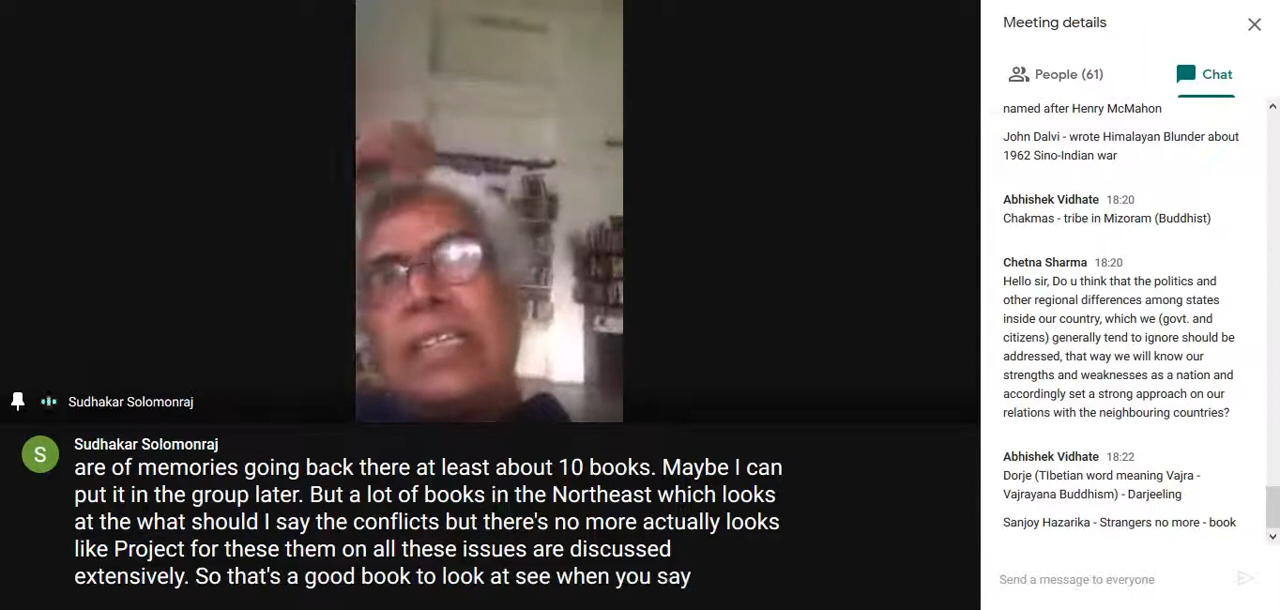 Sudhakar Solomonraj
S
Sudhakar Solomonraj
are of memories going back there at least about 10 books. Maybe I can
put it in the group later. But a lot of books in the Northeast which looks
at the what should I say the conflicts but there's no more actually looks
like Project for these them on all these issues are discussed
extensively. So that's a good book to look at see when you say
Meeting details
People (61)
Chat
named after Henry McMahon
John Dalvi - wrote Himalayan Blunder about
1962 Sino-Indian war
Abhishek Vidhate 18:20
Chakmas - tribe in Mizoram (Buddhist)
Chetna Sharma 18:20
Hello sir, Do u think that the politics and
other regional differences among states
inside our country, which we (govt. and
citizens) generally tend to ignore should be
addressed, that way we will know our
strengths and weaknesses as a nation and
accordingly set a strong approach on our
relations with the neighbouring countries?
Abhishek Vidhate 18:22
Dorje (TIbetian word meaning Vajra -
Vajrayana Buddhism) - Darjeeling
Sanjoy Hazarika - Strangers no more - book
Send a message to everyone